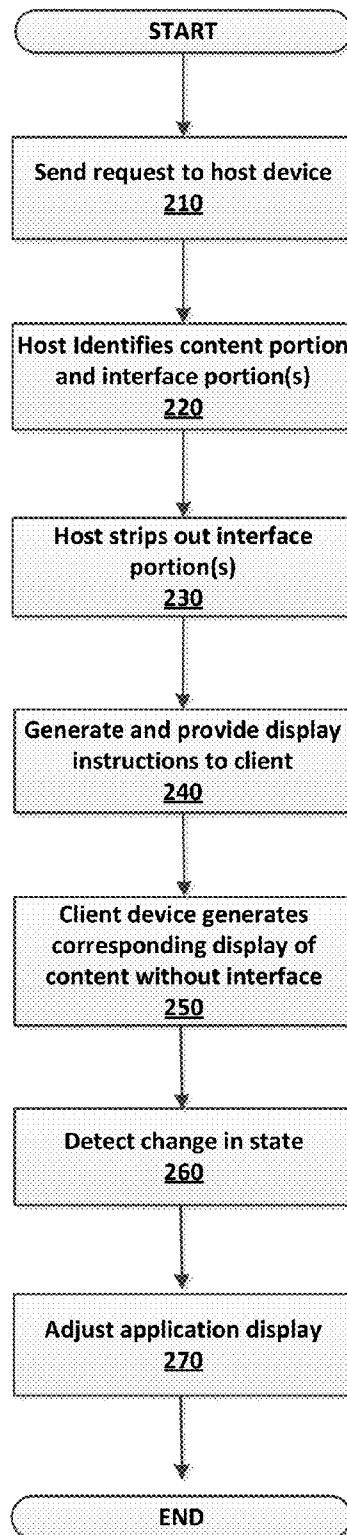 START
Send request to host device
210
Host Identifies content portion
and interface portion(s)
220
Host strips out interface
portion(s)
230
Generate and provide display
instructions to client
240
Client device generates
corresponding display of
content without interface
250
Detect change in state
260
Adjust application display
270
END